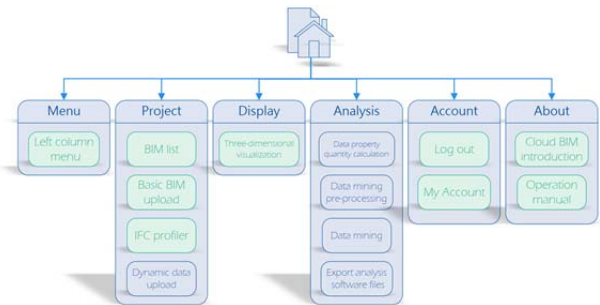 Menu
Left column
menu
Project
BIM list
Basic BIM
upload
IFC profiler
Dynamic data
upload
Display
Three-dimensional
visualization
Analysis
Data property
quantity calculation
Data mining
pre-processing
Data mining
Export analysis
software files
Account
Log out
My Account
About
Cloud BIM
introduction
Operation
manual